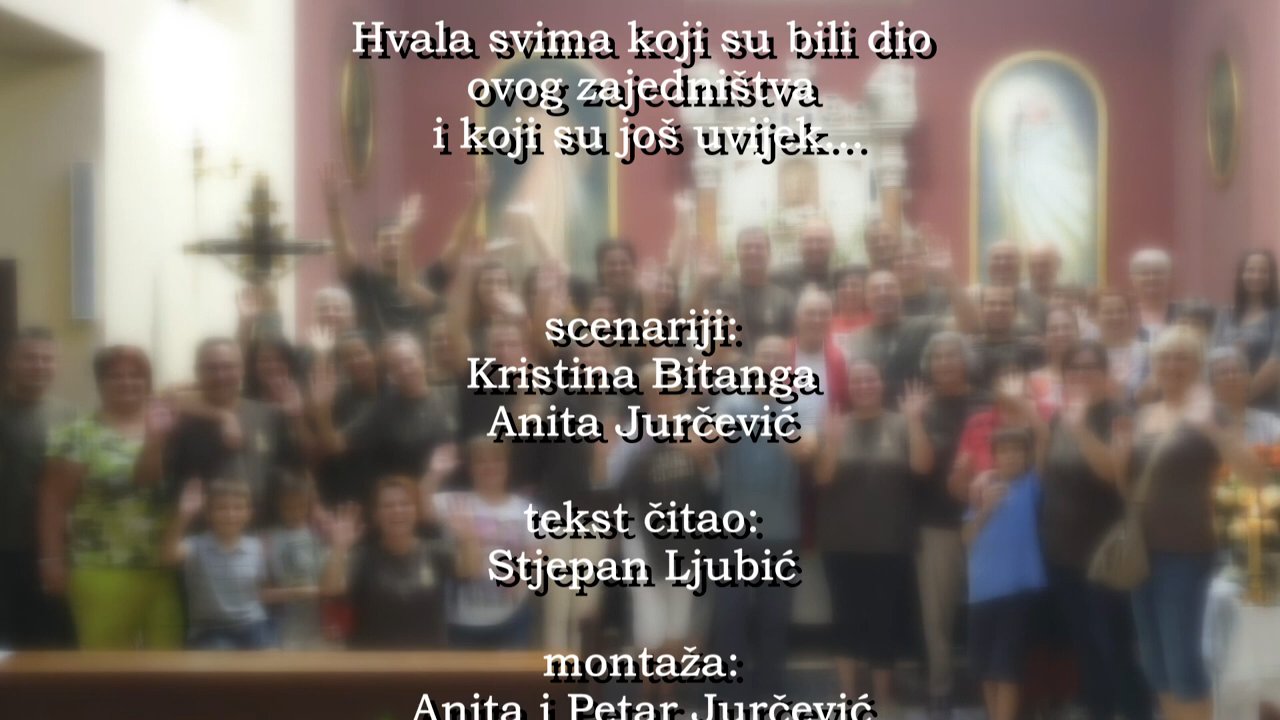 Hvala svima koji su bili dio
ovog zajedništva
i koji su još uvijek...
scenariji:
Kristina Bitanga
Anita Jurčević
tekst čitao:
Stjepan Ljubić
montaža:
Anita i Petar Jurčević